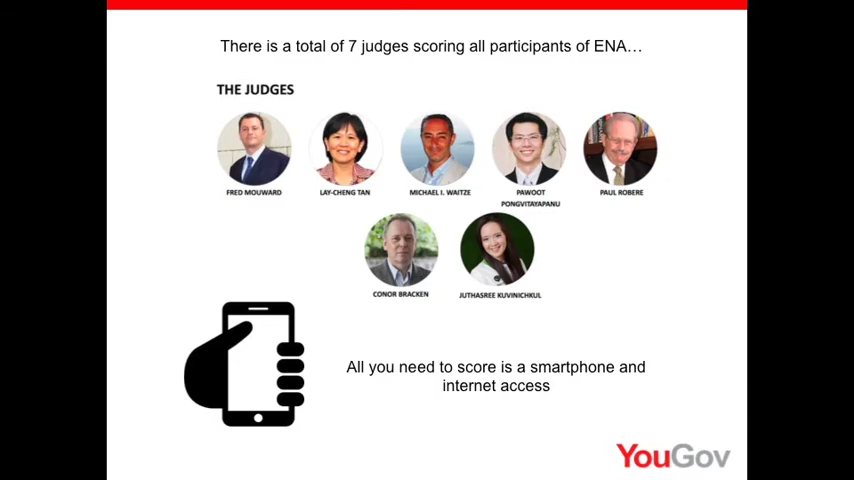 There is a total of 7 judges scoring all participants of ENA…
THE JUDGES
FRED MOUWARD
LAY-CHENG TAN
MICHAEL I. WAITZE
PAWOOT
PONGVITAYAPANU
PAUL ROBERE
CONOR BRACKEN
JUTHASREE KUVINICHKUL
All you need to score is a smartphone and
internet access
YouGov